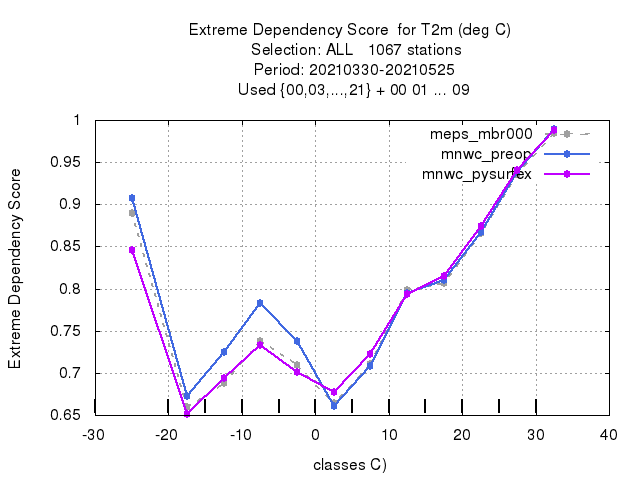 Extreme Dependency Score for T2m (deg C)
Selection: ALL 1067 stations
Period: 20210330-20210525
Used {00,03,...,21} + 00 01 ... 09
Extreme Dependency Score
1
0.95
0.9
0.85
0.8
0.75
0.7
0.65
meps_mbr000
mnwc_preop
mnwc_pysurfex
-30 -20 -10 0 10 20 30 40
classes C)